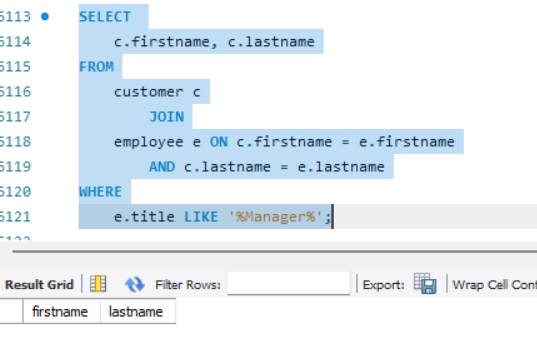 5113 SELECT
5114 c.firstname, c.lastname
5115 FROM
5116 customer c
5117 JOIN
5118 employee e ON c.firstname = e.firstname
5119 AND c.lastname = e.lastname
5120 WHERE
5121 e.title LIKE '%Manager%';
Result Grid Filter Rows: Export: Wrap Cell Cont
firstname lastname